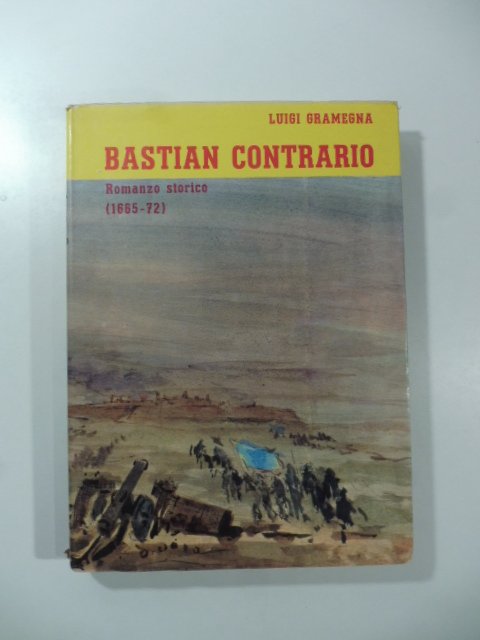 LUIGI GRAMEGNA
BASTIAN CONTRARIO
Romanzo storico
(1665-72)